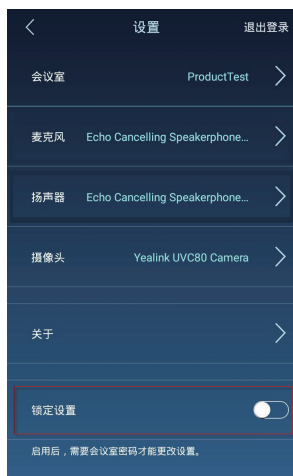 设置 退出登录
会议室 ProductTest
麦克风 Echo Cancelling Speakerphone...
扬声器 Echo Cancelling Speakerphone...
摄像头 Yealink UVC80 Camera
关于
锁定设置
启用后，需要会议室密码才能更改设置。